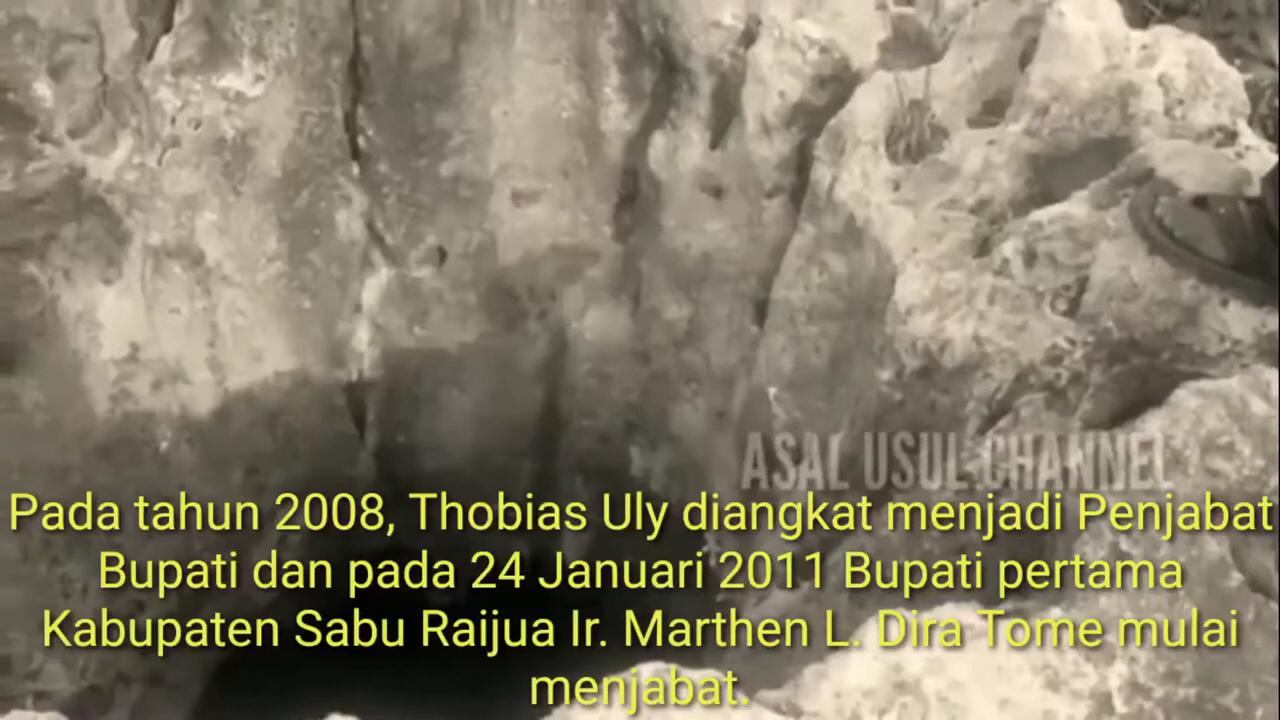 ASAL USUL CHANNEL
Pada tahun 2008, Thobias Uly diangkat menjadi Penjabat
Bupati dan pada 24 Januari 2011 Bupati pertama
Kabupaten Sabu Raijua Ir. Marthen L. Dira Tome mulai
menjabat.